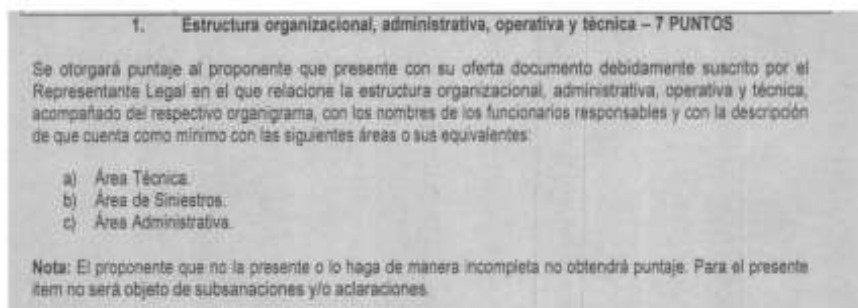 1. Estructura organizacional, administrativa, operativa y técnica – 7 PUNTOS
Se otorgará puntaje al proponente que presente con su oferta documento debidamente suscrito por el
Representante Legal en el que relacione la estructura organizacional, administrativa, operativa y técnica,
acompañado del respectivo organigrama, con los nombres de los funcionarios responsables y con la descripción
de que cuenta como mínimo con las siguientes áreas o sus equivalentes:
a) Área Técnica.
b) Área de Siniestros.
c) Área Administrativa.
Nota: El proponente que no la presente o lo haga de manera incompleta no obtendrá puntaje. Para el presente
ítem no será objeto de subsanaciones y/o aclaraciones.